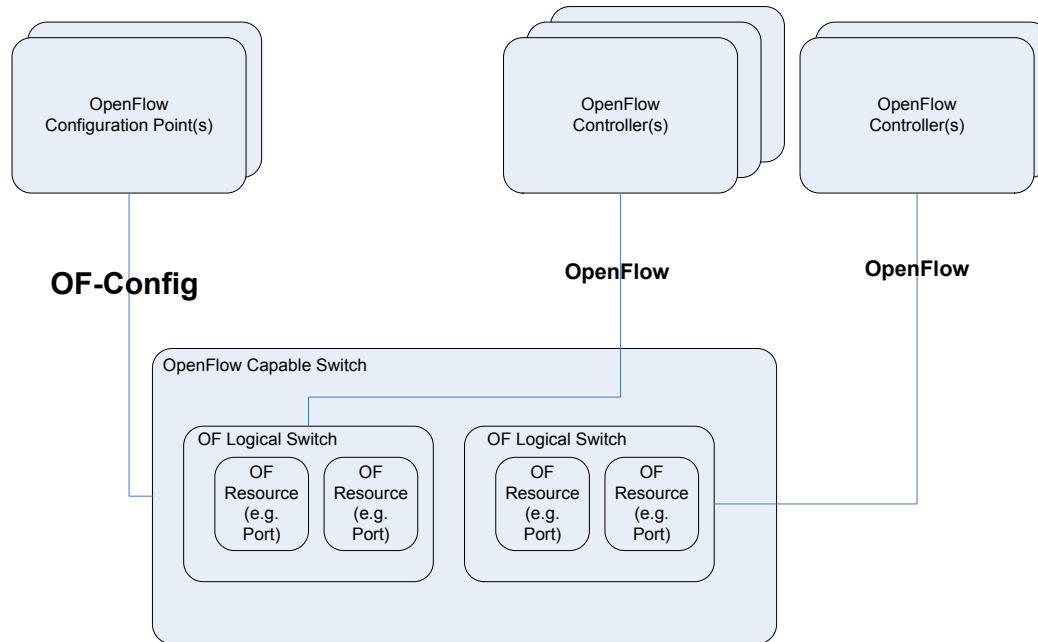 OpenFlow
Configuration Point(s)
OpenFlow
Controller(s)
OpenFlow
Controller(s)
OF-Config
OpenFlow
OpenFlow
OpenFlow Capable Switch
OF Logical Switch
OF
Resource
(e.g.
Port)
OF
Resource
(e.g.
Port)
OF Logical Switch
OF
Resource
(e.g.
Port)
OF
Resource
(e.g.
Port)